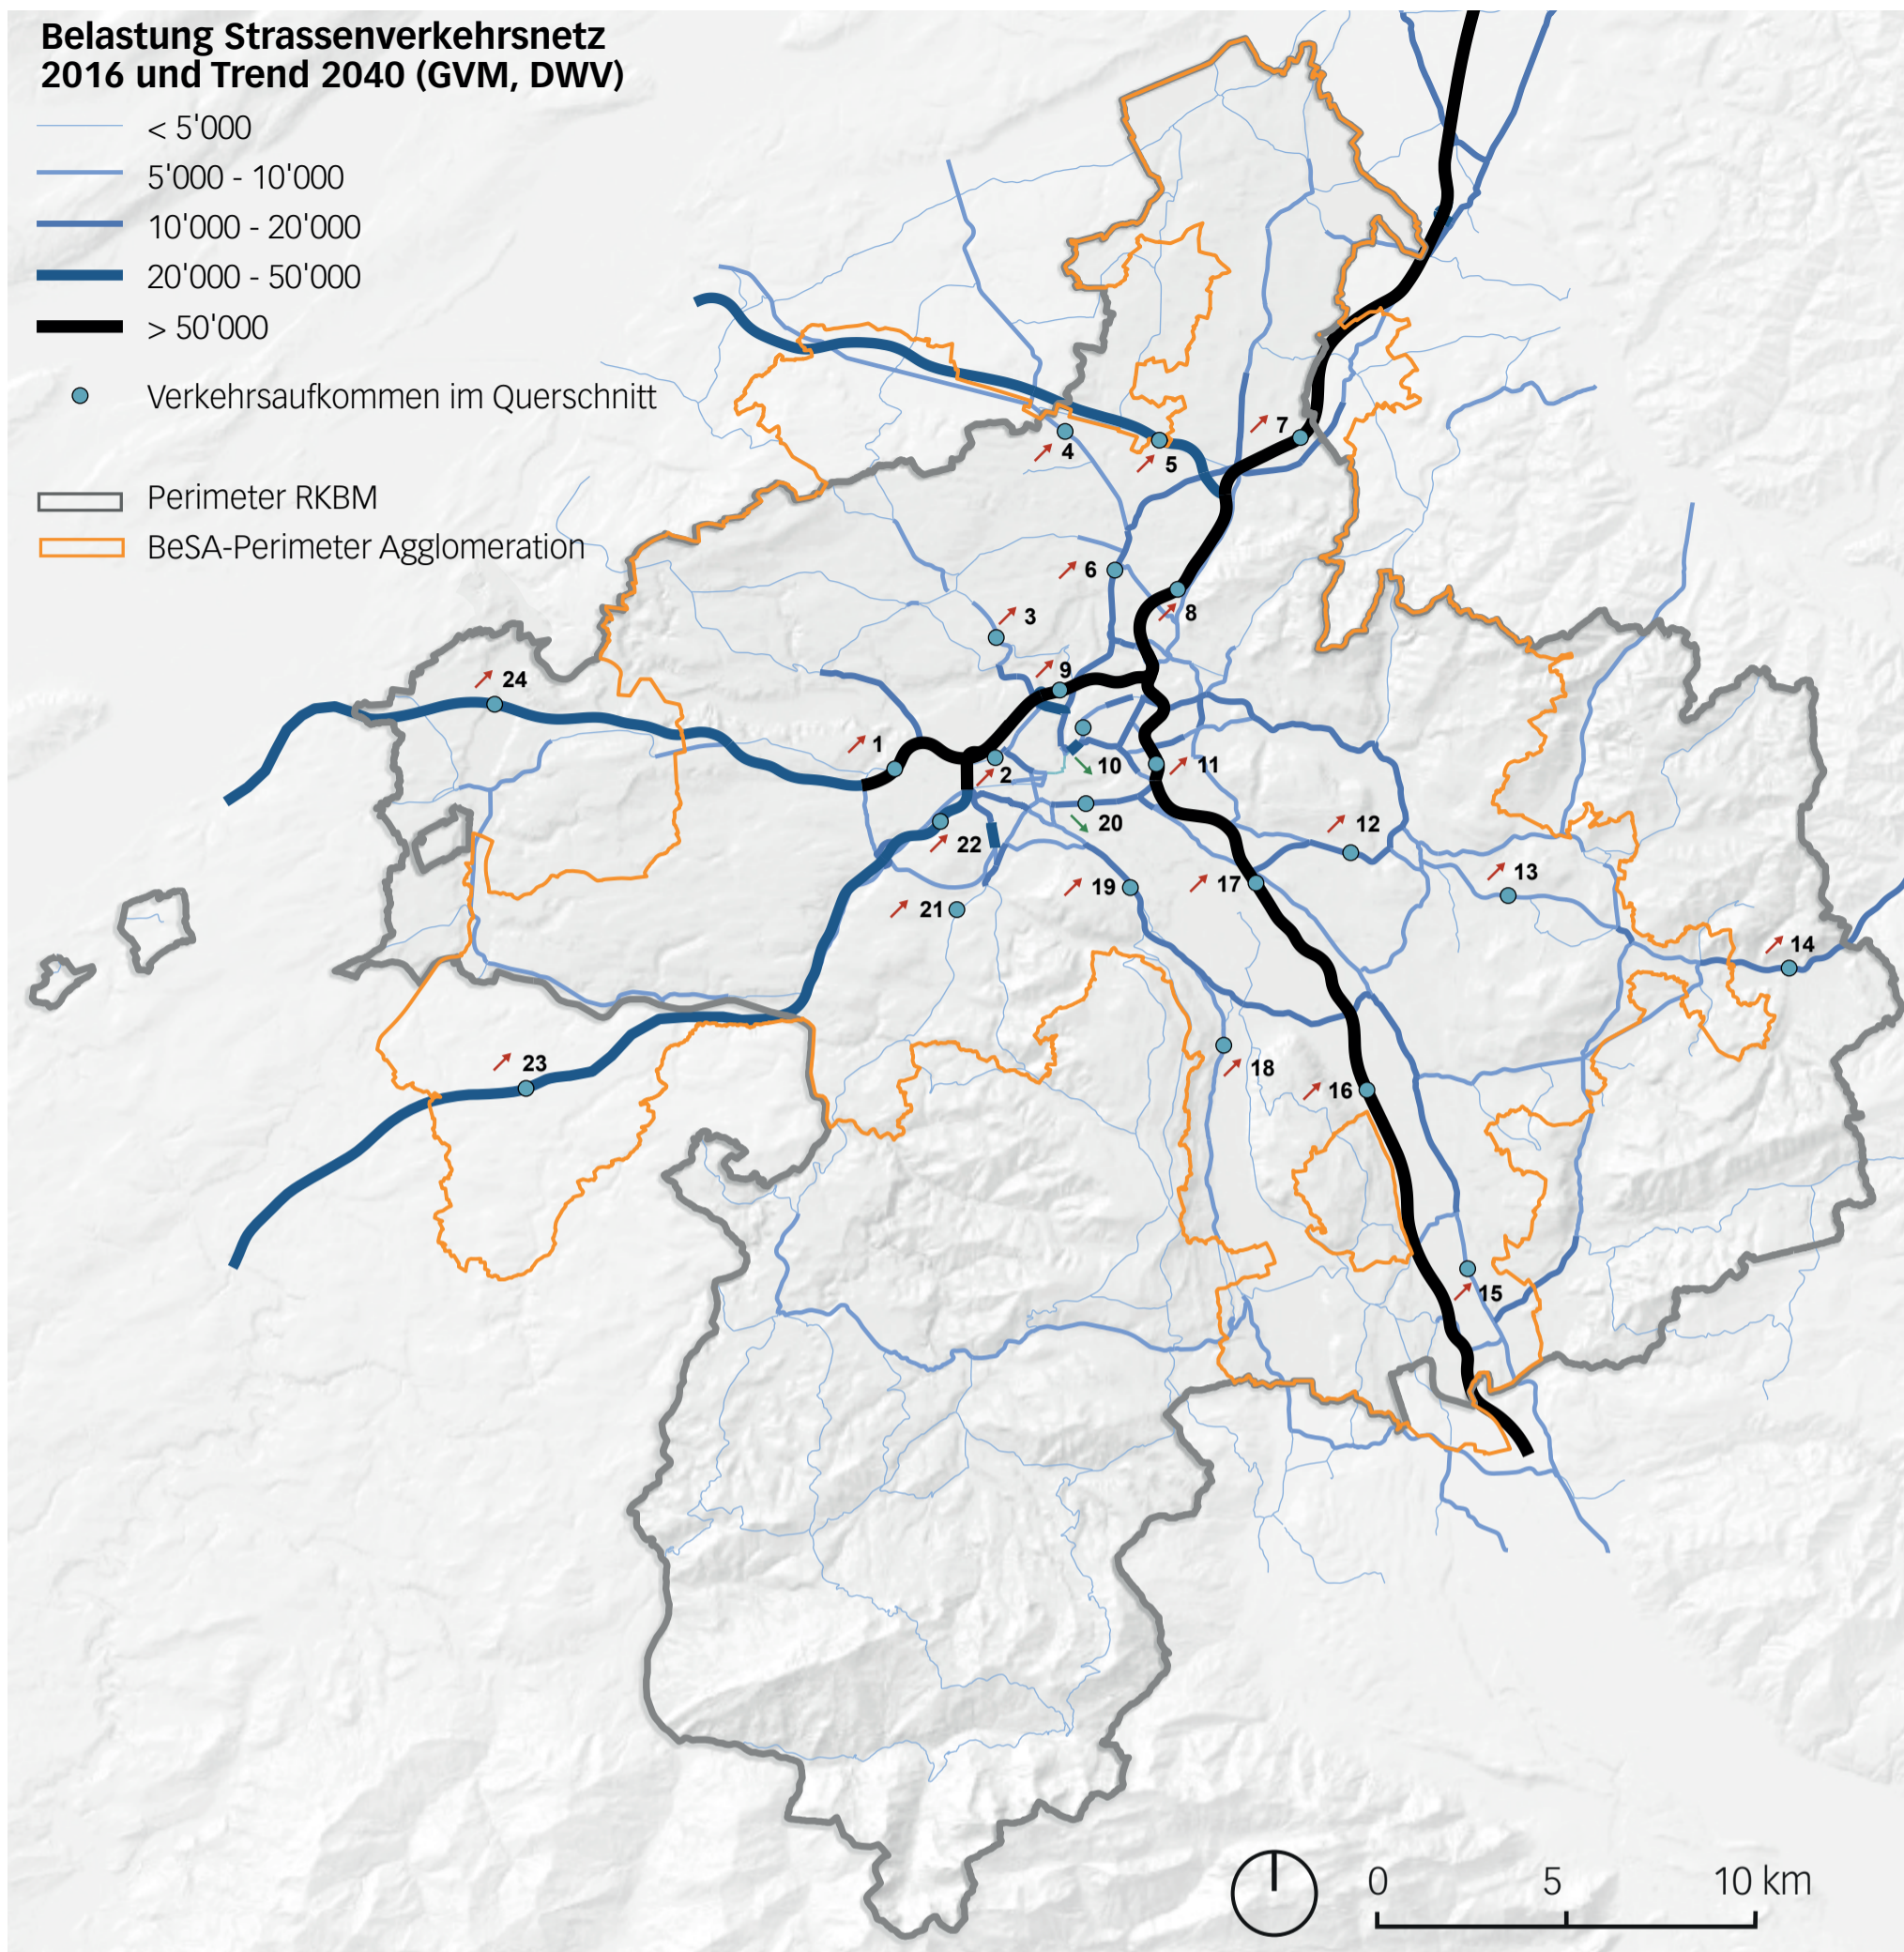 Belastung Strassenverkehrsnetz
2016 und Trend 2040 (GVM, DWV)
< 5'000
5'000 - 10'000
10'000 - 20'000
20'000 - 50'000
> 50'000
Verkehrsaufkommen im Querschnitt
Perimeter RKBM
BeSA-Perimeter Agglomeration
7
4
5
6
8
3
9
24
1
2
10
11
20
12
22
13
19
17
21
14
23
18
16
15
0 5 10 km